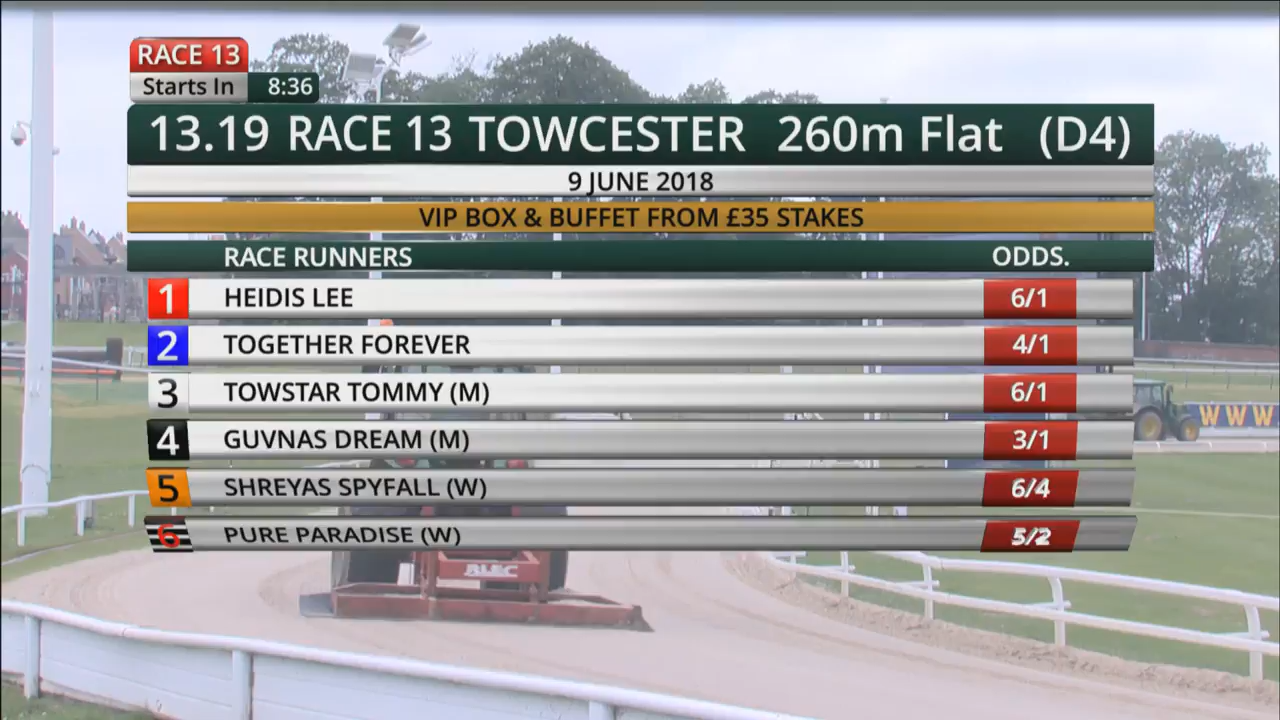 RACE 13
Starts In 8:36
13.19 RACE 13 TOWCESTER 260m Flat (D4)
9 JUNE 2018
VIP BOX & BUFFET FROM £35 STAKES
RACE RUNNERS ODDS.
1 HEIDIS LEE 6/1
2 TOGETHER FOREVER 4/1
3 TOWSTAR TOMMY (M) 6/1
4 GUVNAS DREAM (M) 3/1
5 SHREYAS SPYFALL (W) 6/4
6 PURE PARADISE (W) 5/2
WWW
BLEC